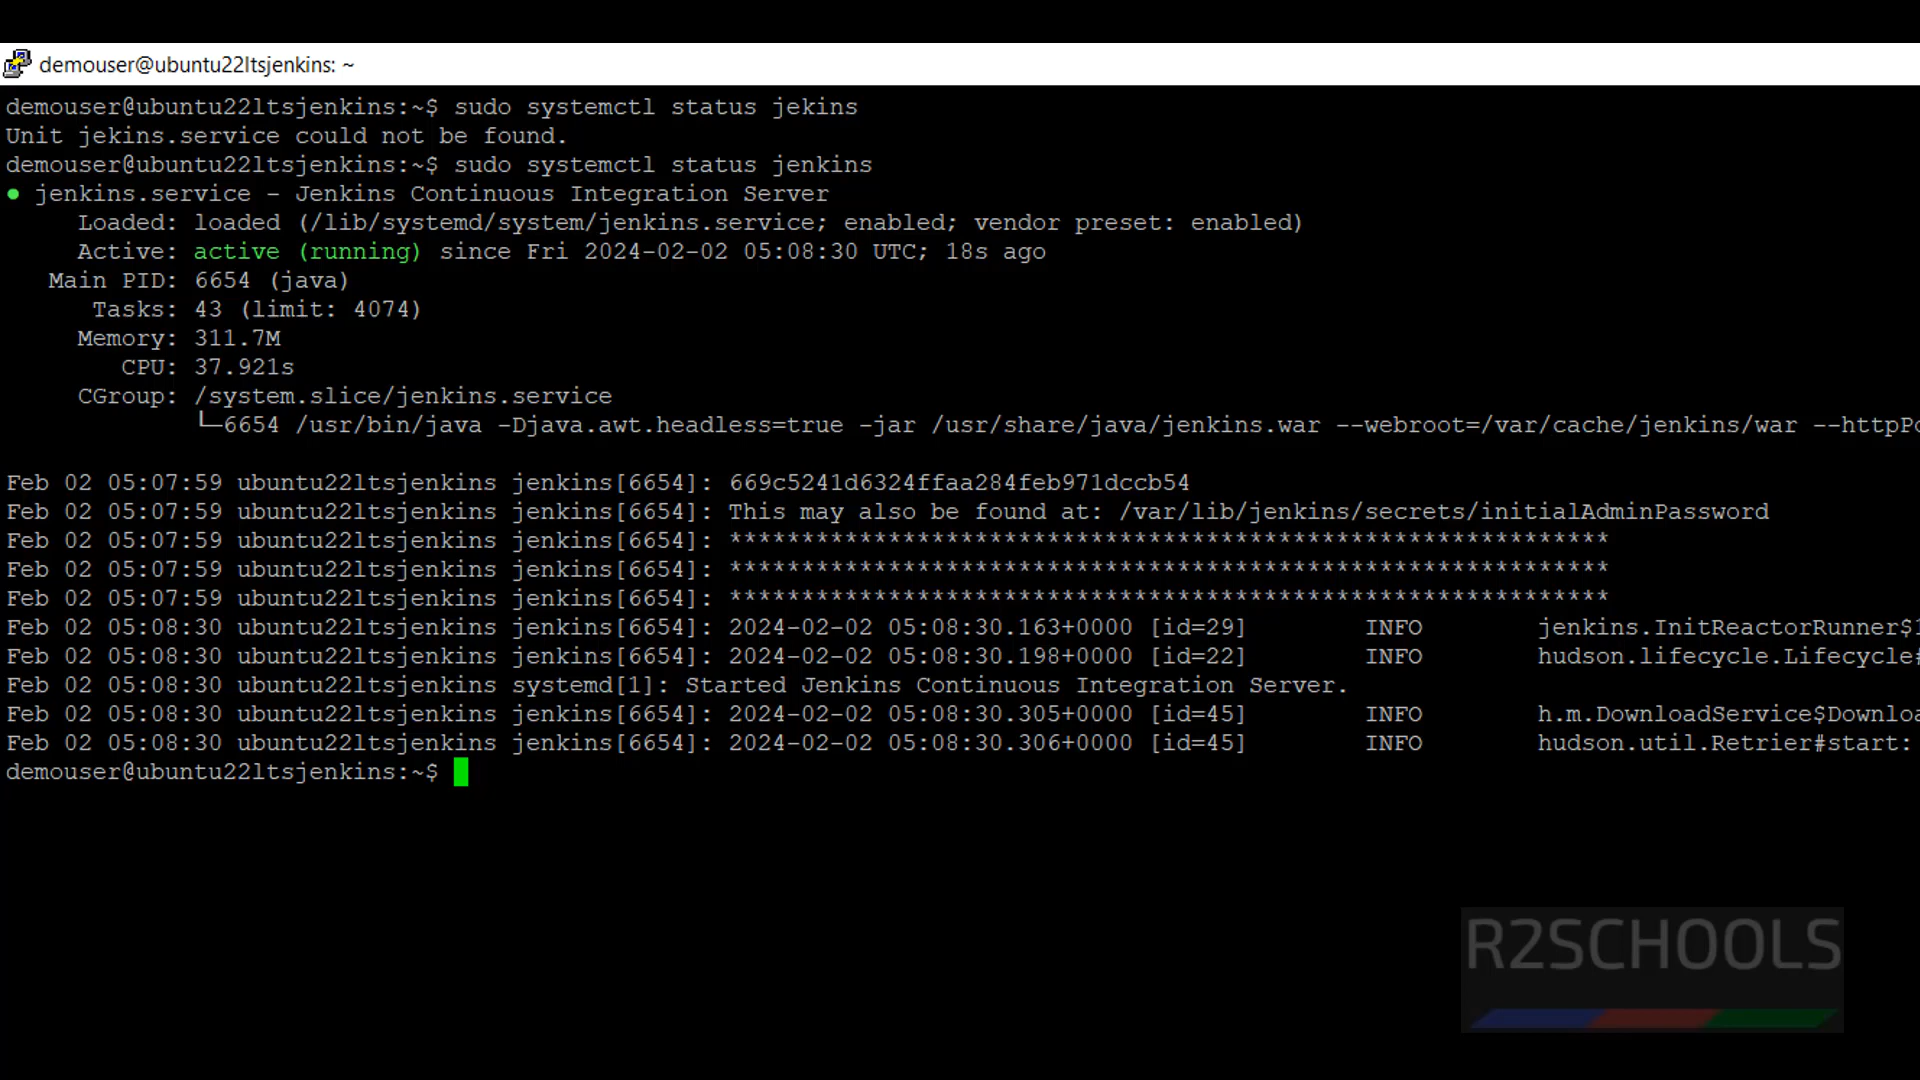 demouser@ubuntu22ltsjenkins: ~
demouser@ubuntu22ltsjenkins:~$ sudo systemctl status jekins
Unit jekins.service could not be found.
demouser@ubuntu22ltsjenkins:~$ sudo systemctl status jenkins
● jenkins.service - Jenkins Continuous Integration Server
Loaded: loaded (/lib/systemd/system/jenkins.service; enabled; vendor preset: enabled)
Active: active (running) since Fri 2024-02-02 05:08:30 UTC; 18s ago
Main PID: 6654 (java)
Tasks: 43 (limit: 4074)
Memory: 311.7M
CPU: 37.921s
CGroup: /system.slice/jenkins.service
└─6654 /usr/bin/java -Djava.awt.headless=true -jar /usr/share/java/jenkins.war --webroot=/var/cache/jenkins/war --httpPo
Feb 02 05:07:59 ubuntu22ltsjenkins jenkins[6654]: 669c5241d6324ffaa284feb971dccb54
Feb 02 05:07:59 ubuntu22ltsjenkins jenkins[6654]: This may also be found at: /var/lib/jenkins/secrets/initialAdminPassword
Feb 02 05:07:59 ubuntu22ltsjenkins jenkins[6654]: *************************************************************
Feb 02 05:07:59 ubuntu22ltsjenkins jenkins[6654]: *************************************************************
Feb 02 05:07:59 ubuntu22ltsjenkins jenkins[6654]: *************************************************************
Feb 02 05:08:30 ubuntu22ltsjenkins jenkins[6654]: 2024-02-02 05:08:30.163+0000 [id=29] INFO jenkins.InitReactorRunner$1
Feb 02 05:08:30 ubuntu22ltsjenkins jenkins[6654]: 2024-02-02 05:08:30.198+0000 [id=22] INFO hudson.lifecycle.Lifecycle#
Feb 02 05:08:30 ubuntu22ltsjenkins systemd[1]: Started Jenkins Continuous Integration Server.
Feb 02 05:08:30 ubuntu22ltsjenkins jenkins[6654]: 2024-02-02 05:08:30.305+0000 [id=45] INFO h.m.DownloadService$Downloa
Feb 02 05:08:30 ubuntu22ltsjenkins jenkins[6654]: 2024-02-02 05:08:30.306+0000 [id=45] INFO hudson.util.Retrier#start:
demouser@ubuntu22ltsjenkins:~$
R2SCHOOLS